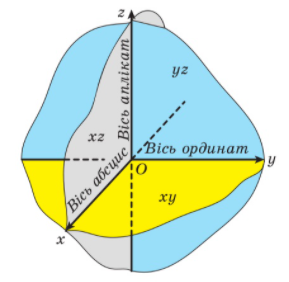 z
yz
Вісь аплікат
xz
Вісь ординат
y
Вісь абсцис
O
xy
x